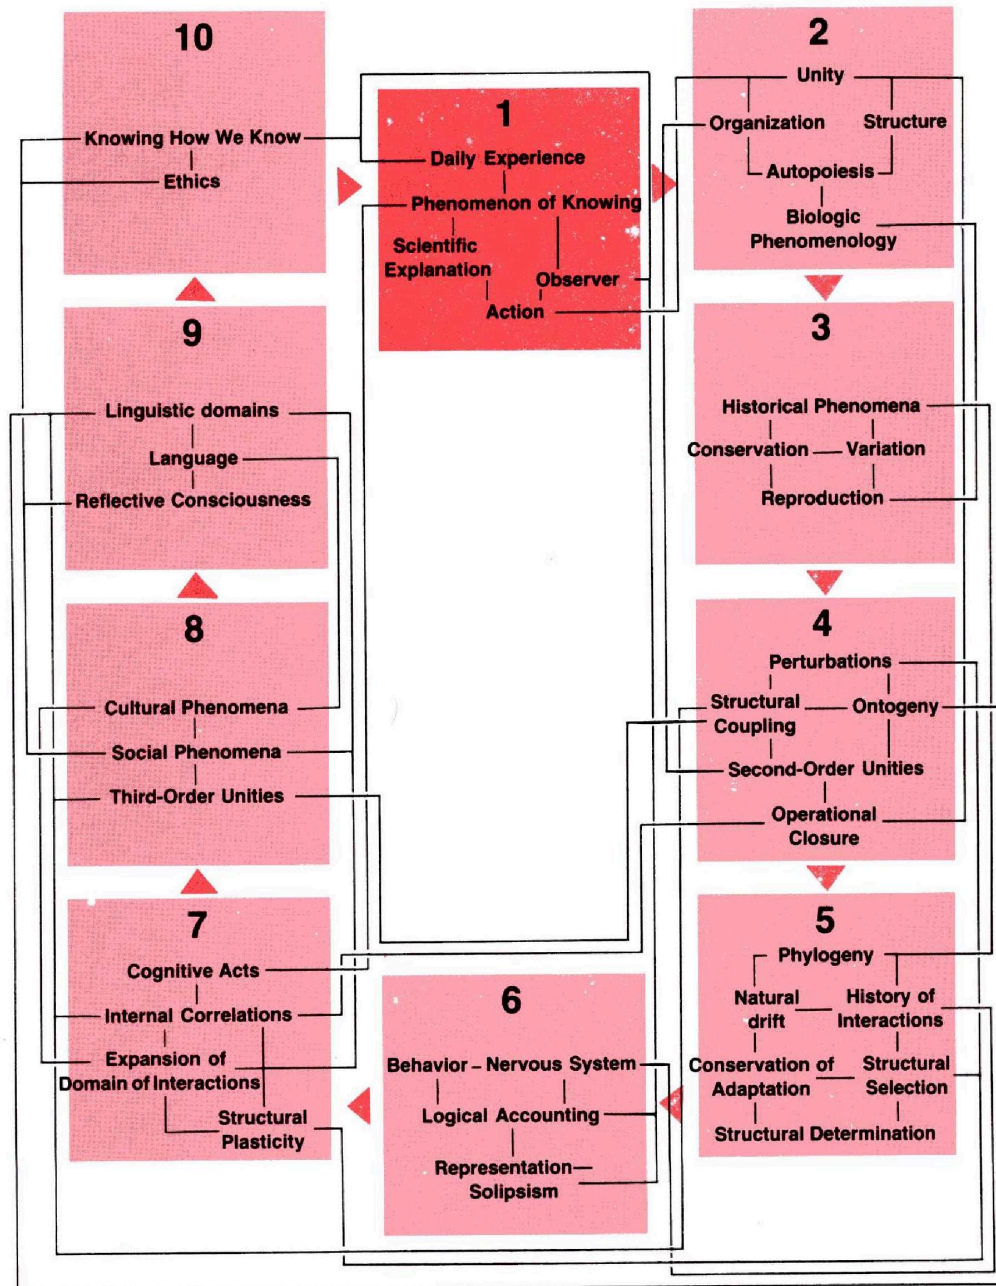 10
Knowing How We Know
Ethics
1
Daily Experience
Phenomenon of Knowing
Scientific
Explanation
Observer
Action
2
Unity
Organization
Structure
Autopoiesis
Biologic
Phenomenology
3
Historical Phenomena
Conservation
Variation
Reproduction
4
Perturbations
Structural
Coupling
Ontogeny
Second-Order Unities
Operational
Closure
5
Phylogeny
Natural
drift
History of
Interactions
Conservation of
Adaptation
Structural
Selection
Structural Determination
6
Behavior – Nervous System
Logical Accounting
Representation
Solipsism
7
Cognitive Acts
Internal Correlations
Expansion of
Domain of Interactions
Structural
Plasticity
8
Cultural Phenomena
Social Phenomena
Third-Order Unities
9
Linguistic domains
Language
Reflective Consciousness